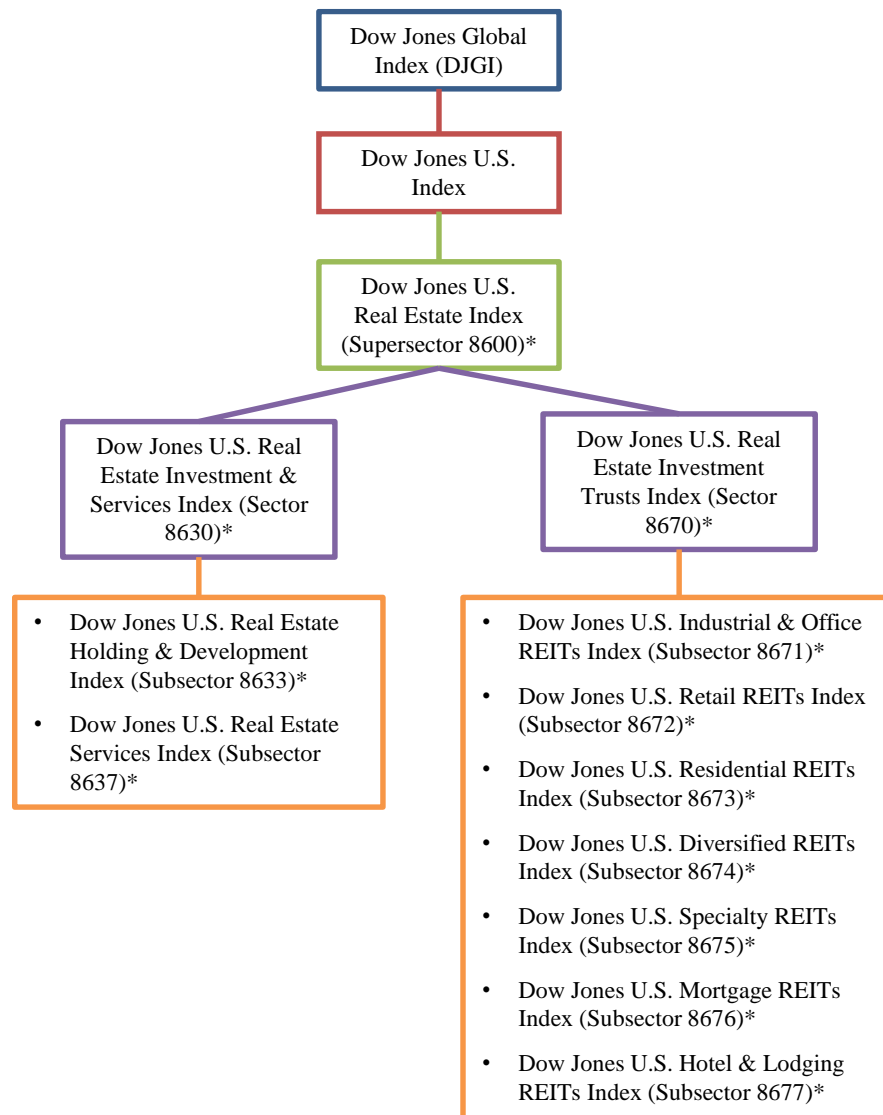 Dow Jones Global
Index (DJGI)
Dow Jones U.S.
Index
Dow Jones U.S.
Real Estate Index
(Supersector 8600)*
Dow Jones U.S. Real
Estate Investment &
Services Index (Sector
8630)*
Dow Jones U.S. Real
Estate Investment
Trusts Index (Sector
8670)*
• Dow Jones U.S. Real Estate
Holding & Development
Index (Subsector 8633)*
• Dow Jones U.S. Real Estate
Services Index (Subsector
8637)*
• Dow Jones U.S. Industrial & Office
REITs Index (Subsector 8671)*
• Dow Jones U.S. Retail REITs Index
(Subsector 8672)*
• Dow Jones U.S. Residential REITs
Index (Subsector 8673)*
• Dow Jones U.S. Diversified REITs
Index (Subsector 8674)*
• Dow Jones U.S. Specialty REITs
Index (Subsector 8675)*
• Dow Jones U.S. Mortgage REITs
Index (Subsector 8676)*
• Dow Jones U.S. Hotel & Lodging
REITs Index (Subsector 8677)*